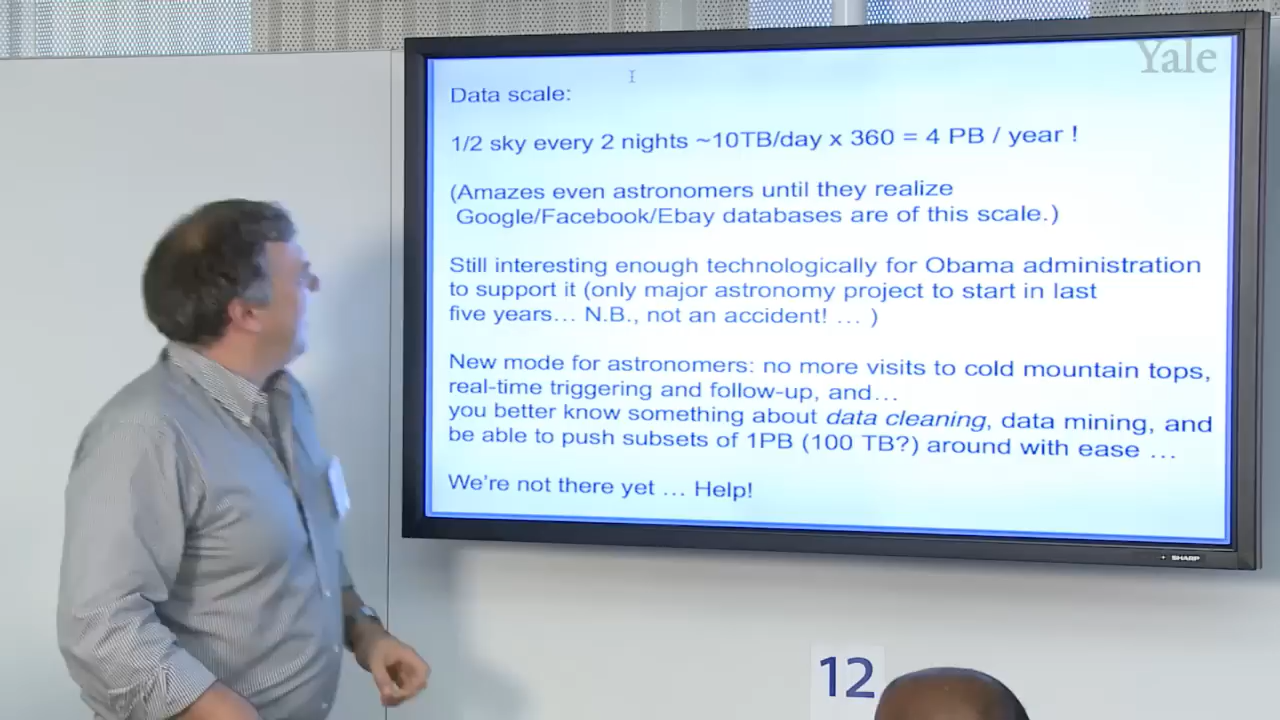 Yale
Data scale:
1/2 sky every 2 nights ~10TB/day x 360 = 4 PB / year !
(Amazes even astronomers until they realize
Google/Facebook/Ebay databases are of this scale.)
Still interesting enough technologically for Obama administration
to support it (only major astronomy project to start in last
five years… N.B., not an accident! … )
New mode for astronomers: no more visits to cold mountain tops,
real-time triggering and follow-up, and…
you better know something about data cleaning, data mining, and
be able to push subsets of 1PB (100 TB?) around with ease …
We're not there yet … Help!
SHARP
12